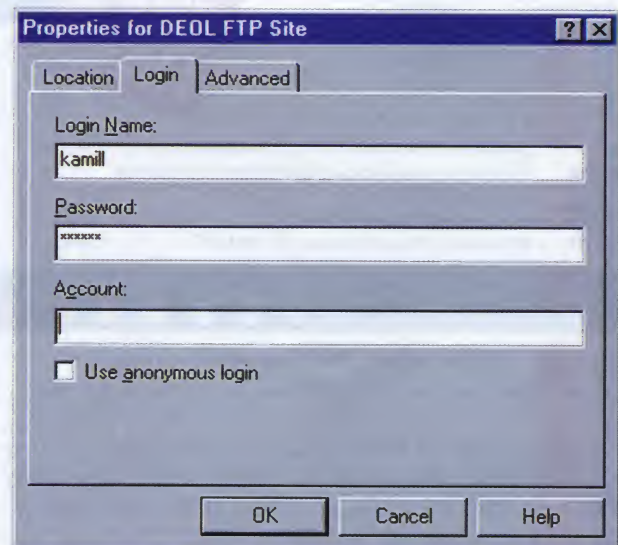 Properties for DEOL FTP Site
Location Login Advanced
Login Name:
kamill
Password:
xxxxxx
Account:
Use anonymous login
OK Cancel Help